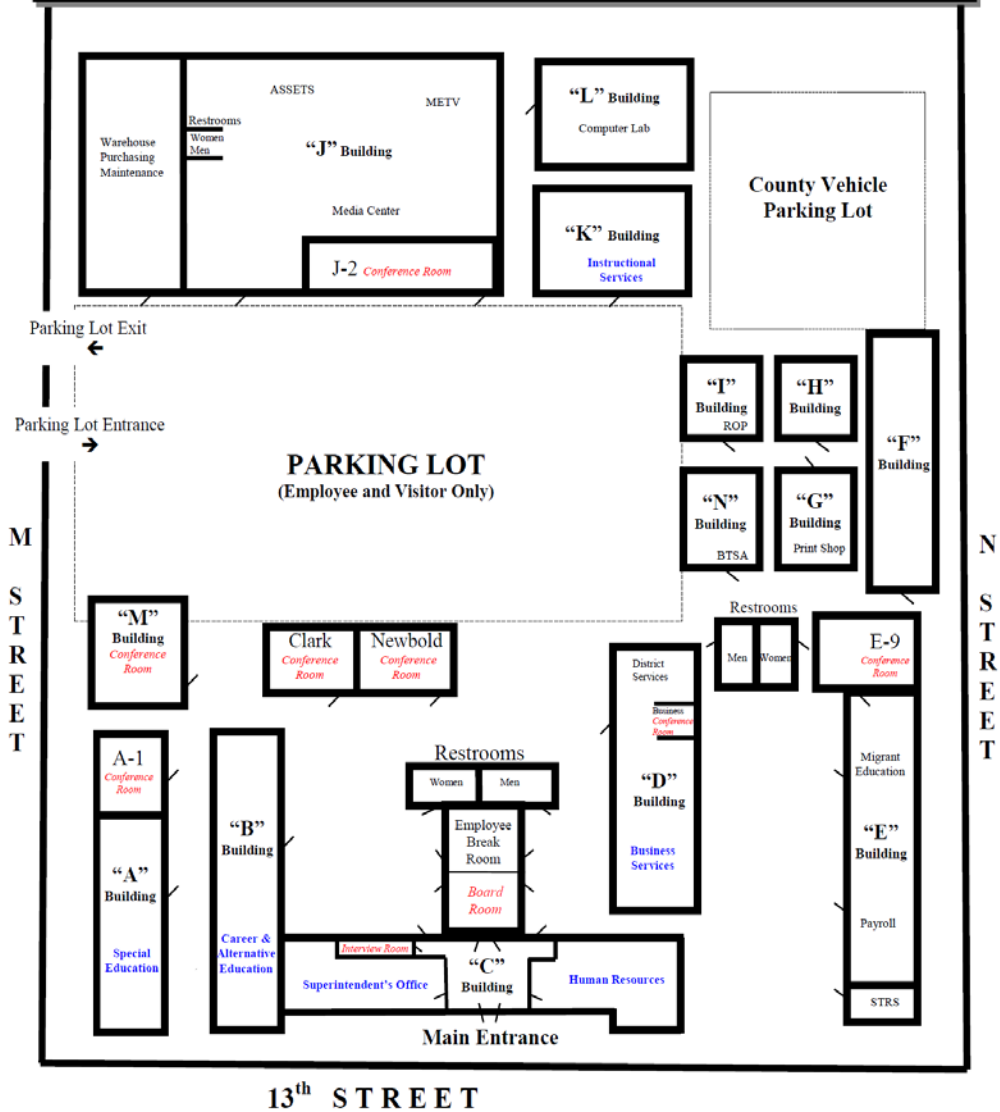 ASSETS
METV
Restrooms
Women
Men
Warehouse
Purchasing
Maintenance
“J” Building
Media Center
J-2 Conference Room
“L” Building
Computer Lab
“K” Building
Instructional
Services
County Vehicle
Parking Lot
Parking Lot Exit
Parking Lot Entrance
PARKING LOT
(Employee and Visitor Only)
“I”
Building
ROP
“H”
Building
“F”
Building
“N”
Building
BTSA
“G”
Building
Print Shop
M STREET
N STREET
“M”
Building
Conference
Room
Clark
Conference
Room
Newbold
Conference
Room
Restrooms
Men
Women
E-9
Conference
Room
District
Services
Business
Conference
Room
“D”
Building
Business
Services
A-1
Conference
Room
“A”
Building
Special
Education
“B”
Building
Career &
Alternative
Education
Restrooms
Women
Men
Employee
Break
Room
Board
Room
Interview Room
Superintendent’s Office
“C”
Building
Human Resources
Main Entrance
Migrant
Education
“E”
Building
Payroll
STRS
13th STREET